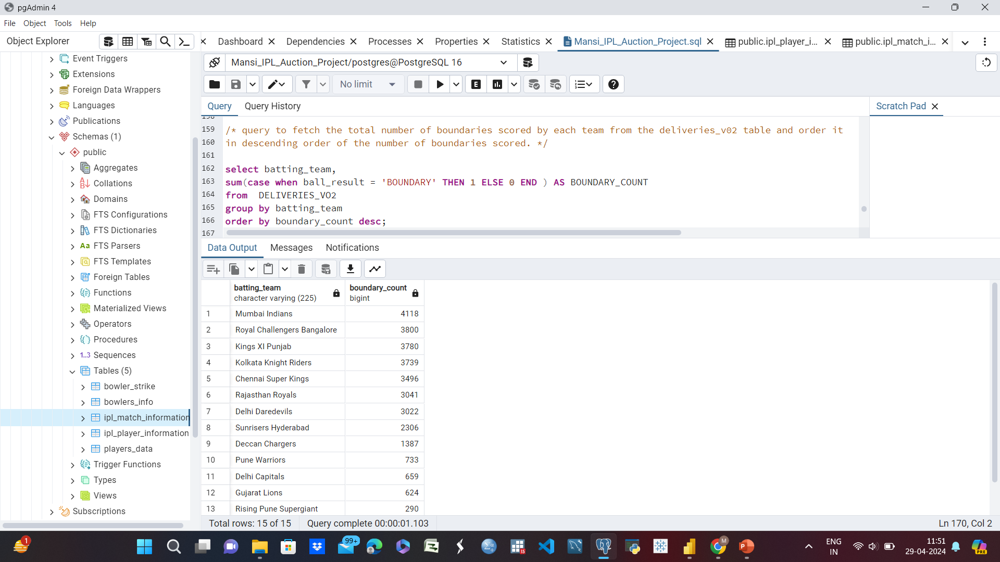 pgAdmin 4
File Object Tools Help
Object Explorer
Dashboard Dependencies Processes Properties Statistics Mansi_IPL_Auction_Project.sql public.ipl_player_i... public.ipl_match_i...
Mansi_IPL_Auction_Project/postgres@PostgreSQL 16
No limit
E
Query Query History
Scratch Pad
Event Triggers
Extensions
Foreign Data Wrappers
Languages
Publications
Schemas (1)
public
Aggregates
Collations
Domains
FTS Configurations
FTS Dictionaries
Aa FTS Parsers
FTS Templates
Foreign Tables
Functions
Materialized Views
Operators
Procedures
1..3 Sequences
Tables (5)
bowler_strike
bowlers_info
ipl_match_information
ipl_player_information
players_data
Trigger Functions
Types
Views
Subscriptions
158
159 /* query to fetch the total number of boundaries scored by each team from the deliveries_v02 table and order it
160 in descending order of the number of boundaries scored. */
161
162 select batting_team,
163 sum(case when ball_result = 'BOUNDARY' THEN 1 ELSE 0 END ) AS BOUNDARY_COUNT
164 from  DELIVERIES_VO2
165 group by batting_team
166 order by boundary_count desc;
167
Data Output Messages Notifications
batting_team boundary_count
character varying (225) bigint
1 Mumbai Indians 4118
2 Royal Challengers Bangalore 3800
3 Kings XI Punjab 3780
4 Kolkata Knight Riders 3739
5 Chennai Super Kings 3496
6 Rajasthan Royals 3041
7 Delhi Daredevils 3022
8 Sunrisers Hyderabad 2306
9 Deccan Chargers 1387
10 Pune Warriors 733
11 Delhi Capitals 659
12 Gujarat Lions 624
13 Rising Pune Supergiant 290
Total rows: 15 of 15 Query complete 00:00:01.103 Ln 170, Col 2
1
99+
15
M
P
ENG
IN
11:51
29-04-2024
PRE